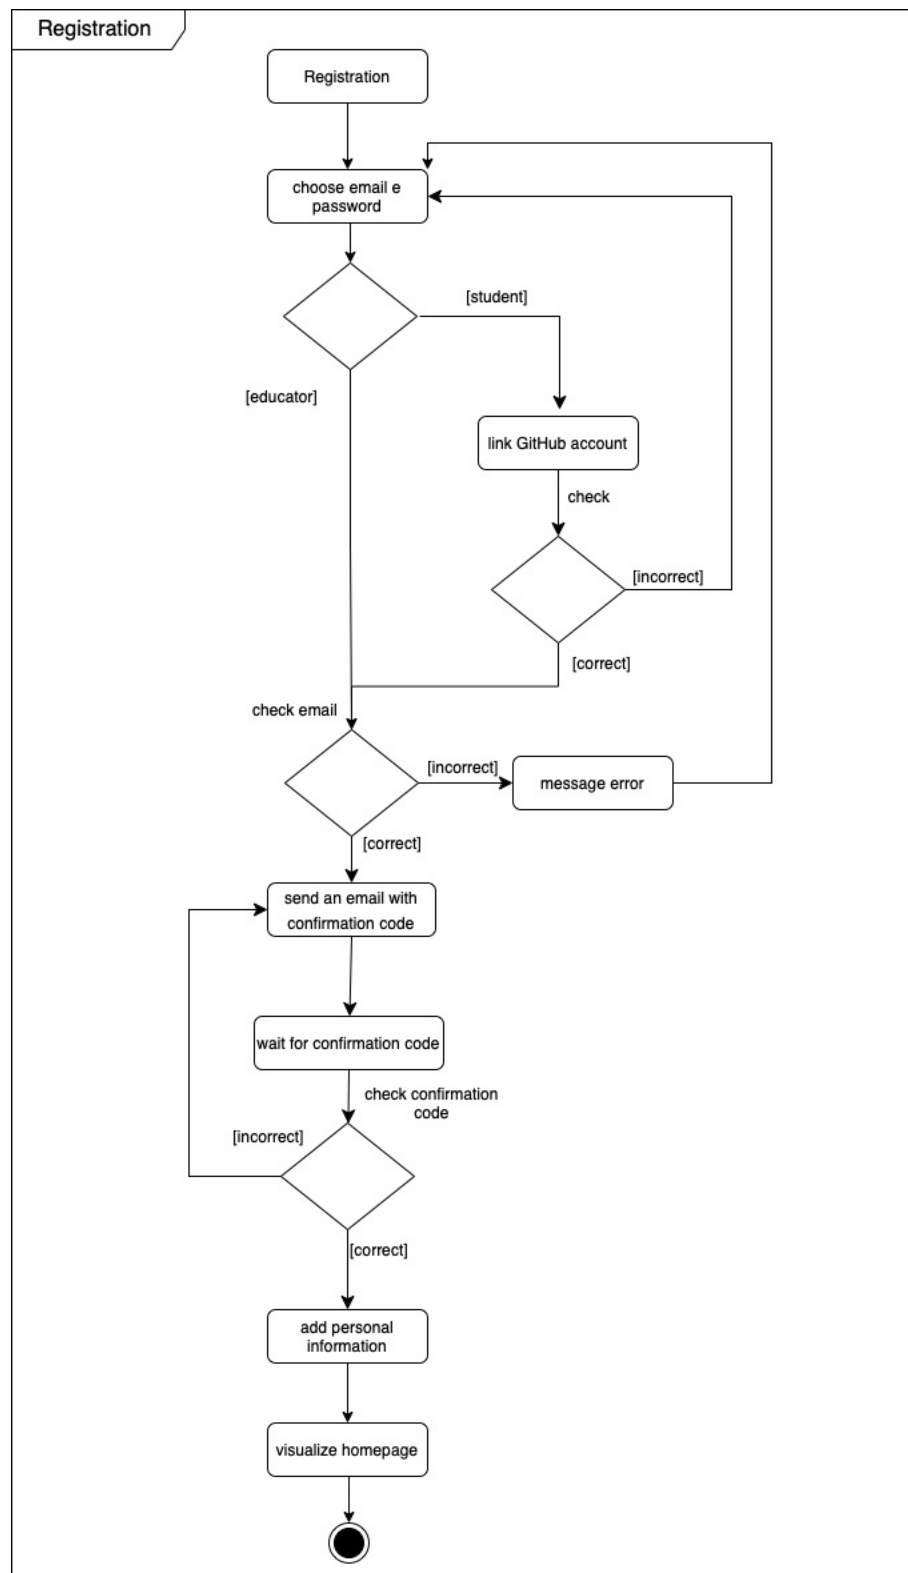 Registration
Registration
choose email e
password
[student]
[educator]
link GitHub account
check
[incorrect]
[correct]
check email
[incorrect]
message error
[correct]
send an email with
confirmation code
wait for confirmation code
check confirmation
code
[incorrect]
[correct]
add personal
information
visualize homepage